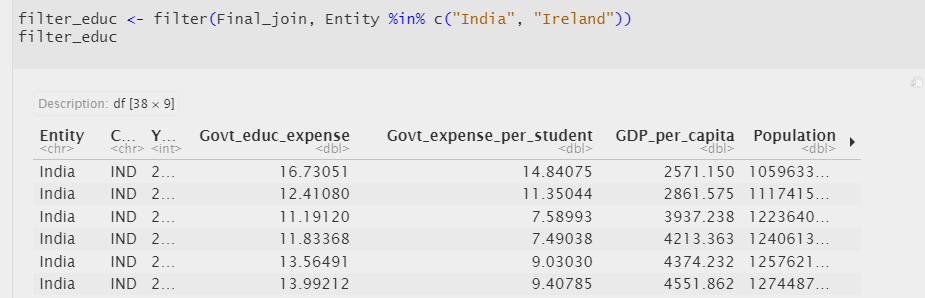 filter_educ <- filter(Final_join, Entity %in% c("India", "Ireland"))
filter_educ
Description: df [38 × 9]
Entity C... Y... Govt_educ_expense Govt_expense_per_student GDP_per_capita Population
<chr> <chr> <int> <dbl> <dbl> <dbl> <dbl>
India IND 2... 16.73051 14.84075 2571.150 1059633...
India IND 2... 12.41080 11.35044 2861.575 1117415...
India IND 2... 11.19120 7.58993 3937.238 1223640...
India IND 2... 11.83368 7.49038 4213.363 1240613...
India IND 2... 13.56491 9.03030 4374.232 1257621...
India IND 2... 13.99212 9.40785 4551.862 1274487...